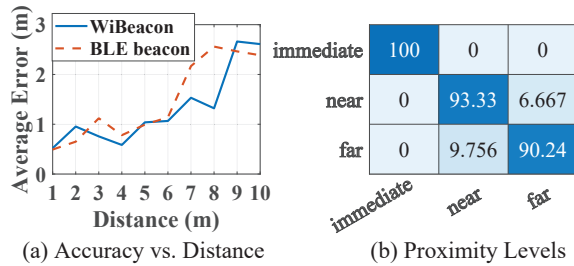 Average Error (m)
3
2
1
0
WiBeacon
BLE beacon
1 2 3 4 5 6 7 8 9 10
Distance (m)
(a) Accuracy vs. Distance
immediate 100 0 0
near 0 93.33 6.667
far 0 9.756 90.24
immediate near far
(b) Proximity Levels